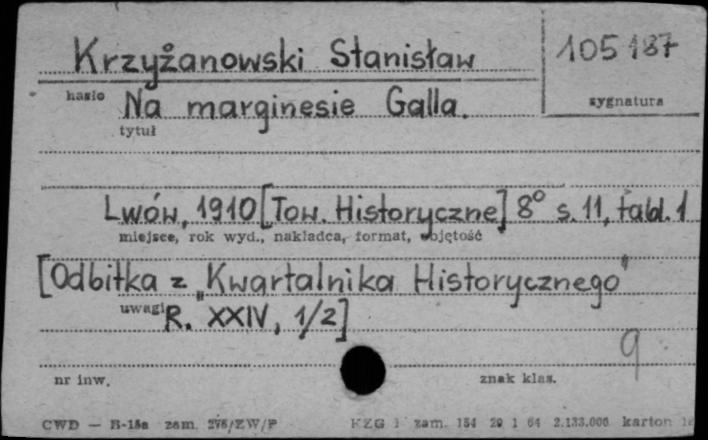 Krzyżanowski Stanisław
105187
hasło
sygnatura
Na marginesie Galla.
tytuł
Lwów, 1910 [Tow. Historyczne] 8° s. 11, tabl. 1
miejsce, rok wyd., nakładca, format, objętość
[Odbitka z „Kwartalnika Historycznego"
uwagi
R. XXIV, 1/2]
9
nr inw.
znak klas.
CWD — B-15a zam. /ZW/P
KZG 1 zam. 154 29 1 64 2.133.000 karton